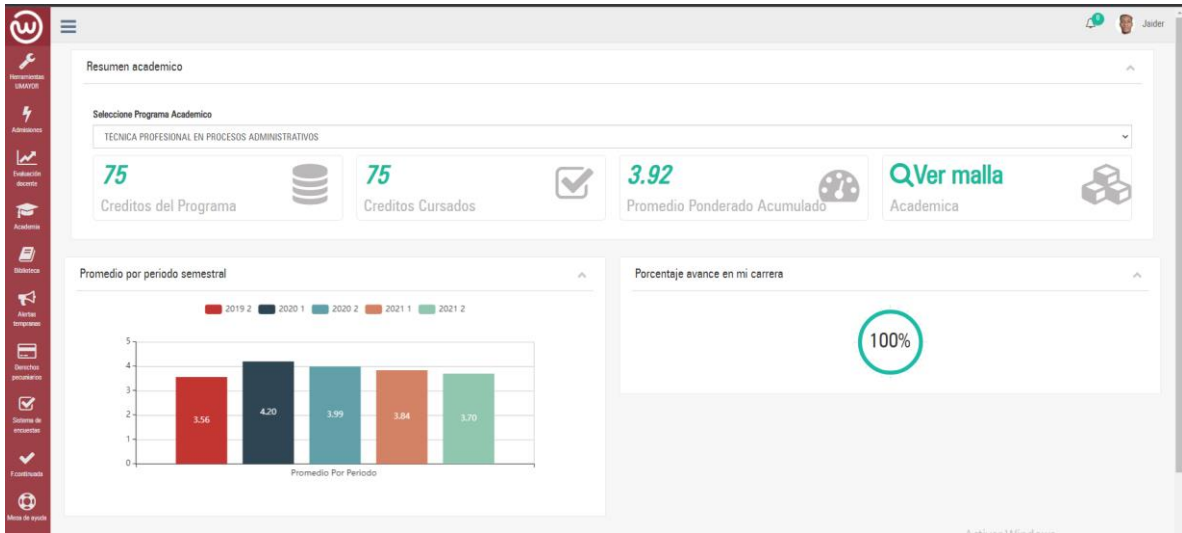 Jaider
Herramientas
UMAYOR
Admisiones
Evaluación
docente
Academia
Biblioteca
Alertas
tempranas
Derechos
pecuniarios
Sistema de
encuestas
F.continuada
Mesa de ayuda
Resumen academico
Seleccione Programa Academico
TECNICA PROFESIONAL EN PROCESOS ADMINISTRATIVOS
75
Creditos del Programa
75
Creditos Cursados
3.92
Promedio Ponderado Acumulado
Ver malla
Academica
Promedio por periodo semestral
2019 2 2020 1 2020 2 2021 1 2021 2
5
4
3
2
1
0
3.56 4.20 3.99 3.84 3.70
Promedio Por Periodo
Porcentaje avance en mi carrera
100%